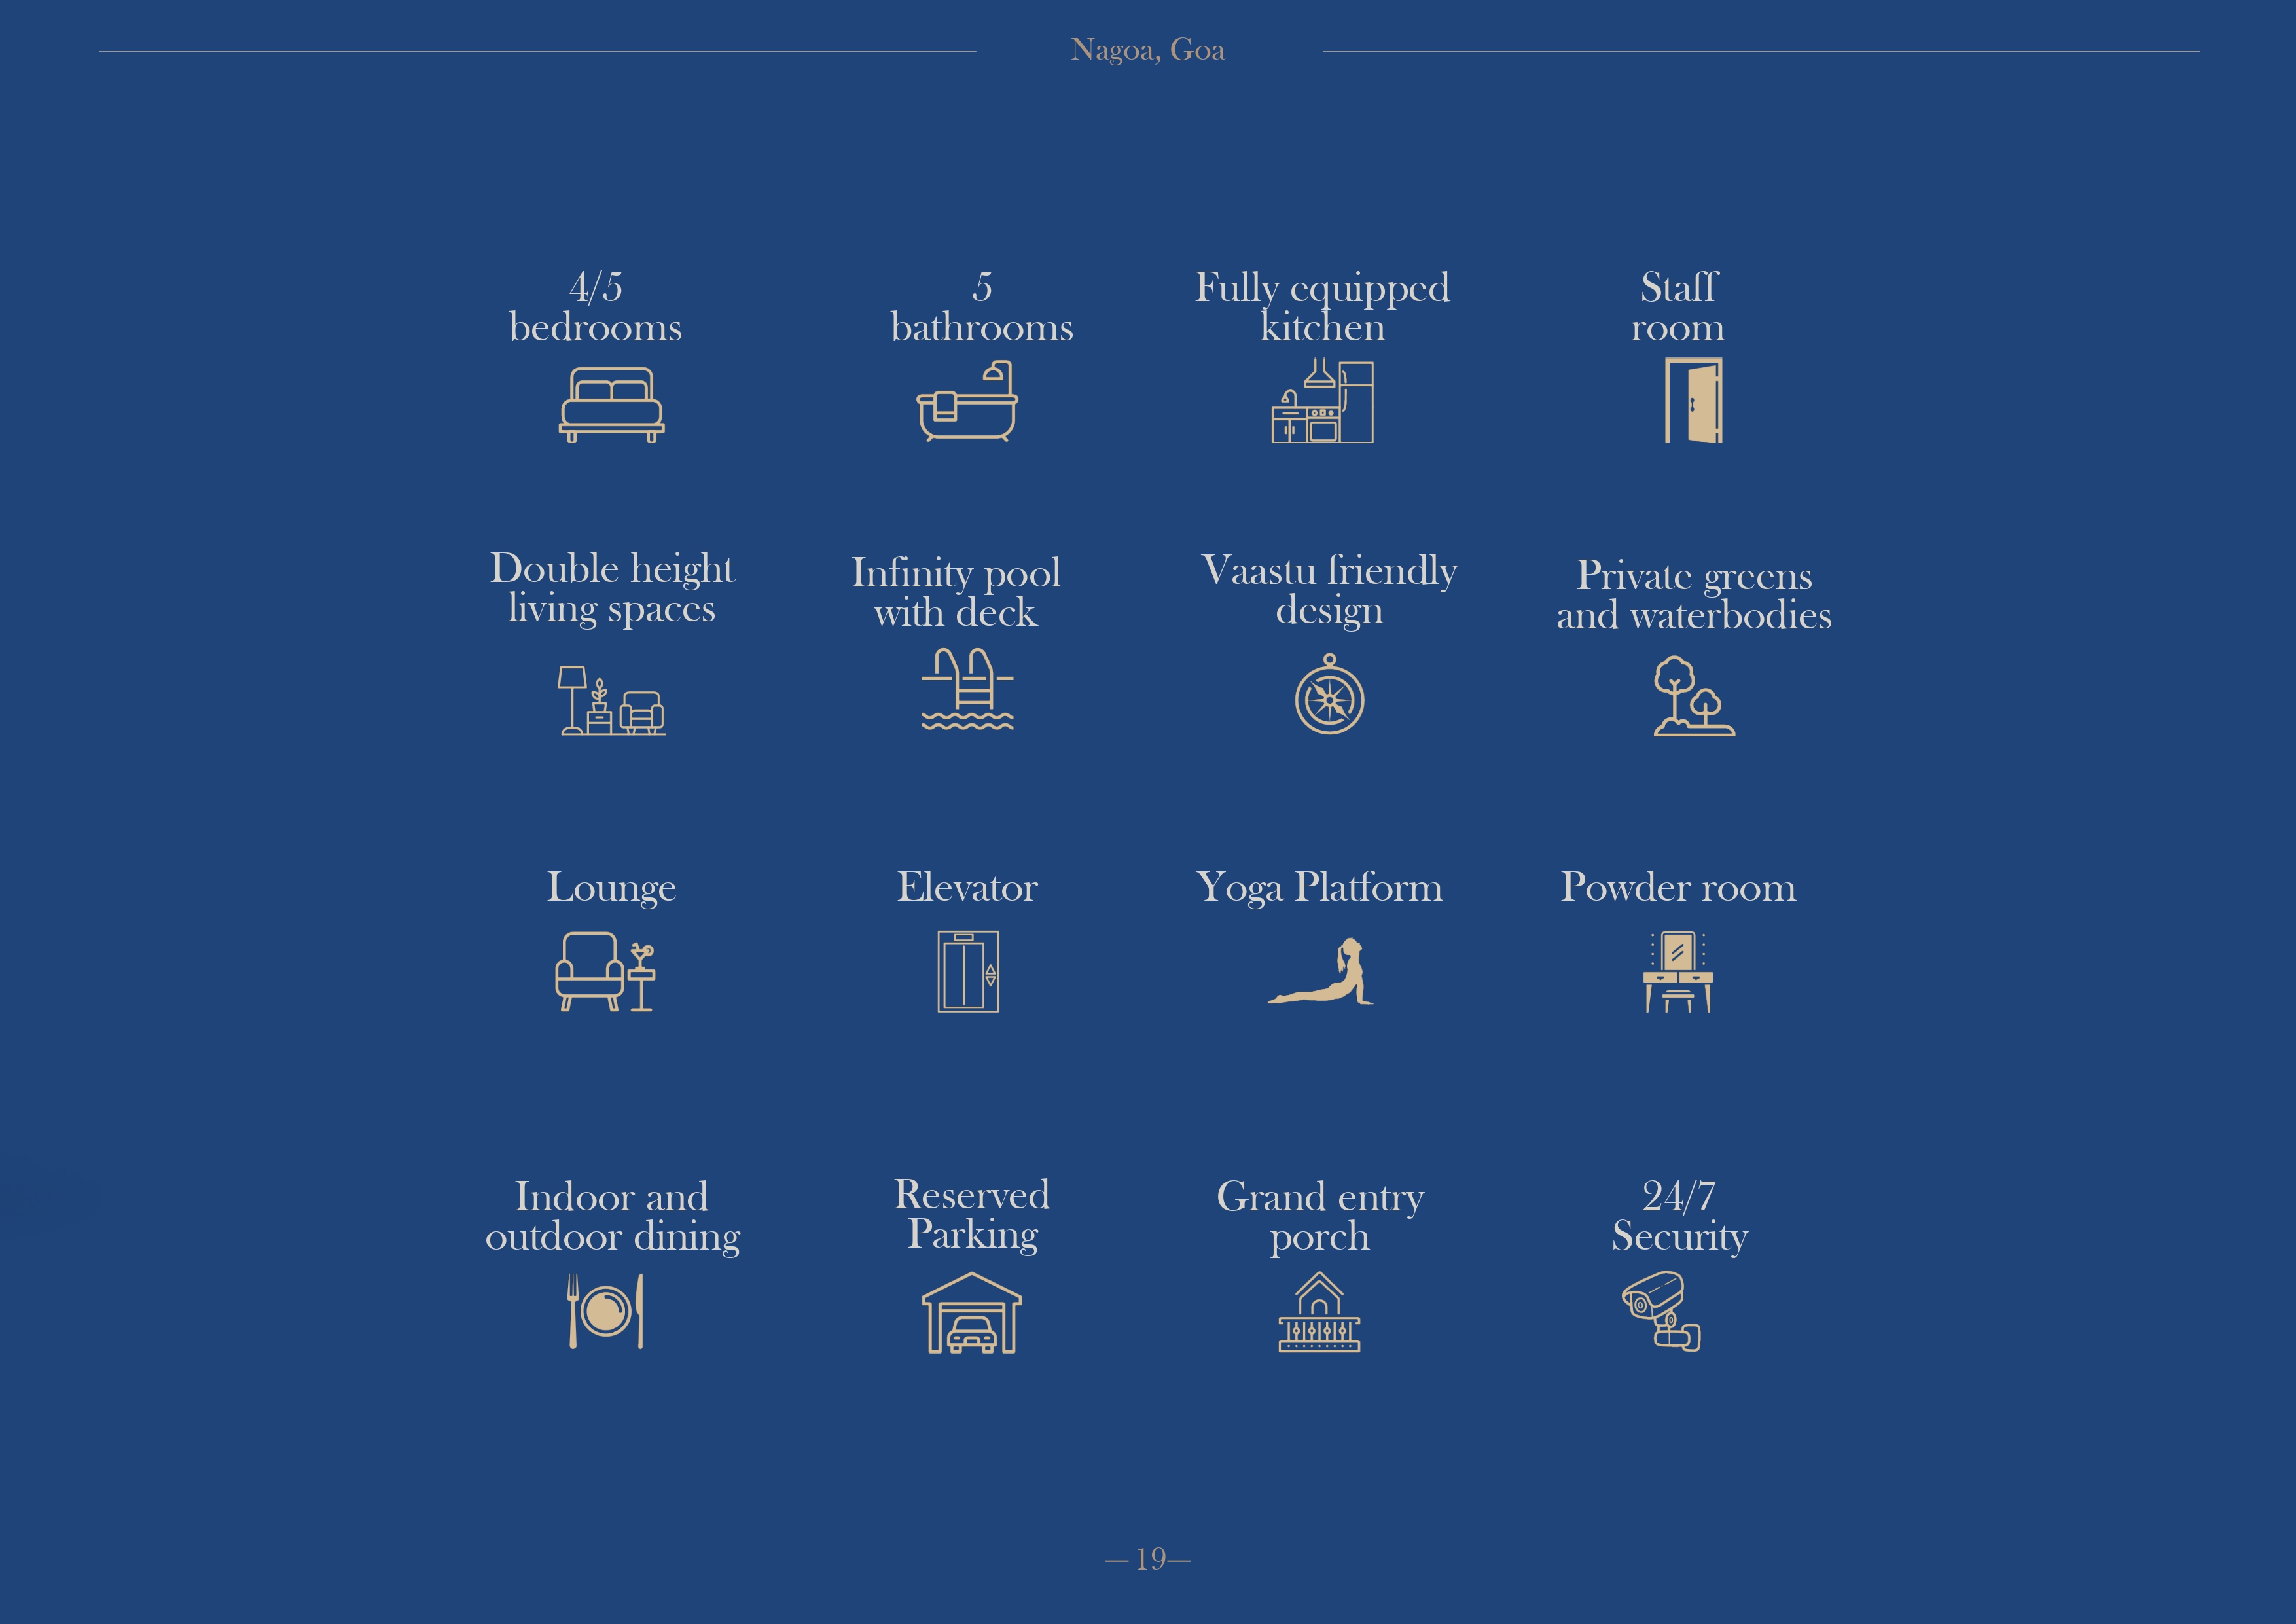 Nagoa, Goa
4/5
bedrooms
5
bathrooms
Fully equipped
kitchen
Staff
room
Double height
living spaces
Infinity pool
with deck
Vaastu friendly
design
Private greens
and waterbodies
Lounge
Elevator
Yoga Platform
Powder room
Indoor and
outdoor dining
Reserved
Parking
Grand entry
porch
24/7
Security
—19—